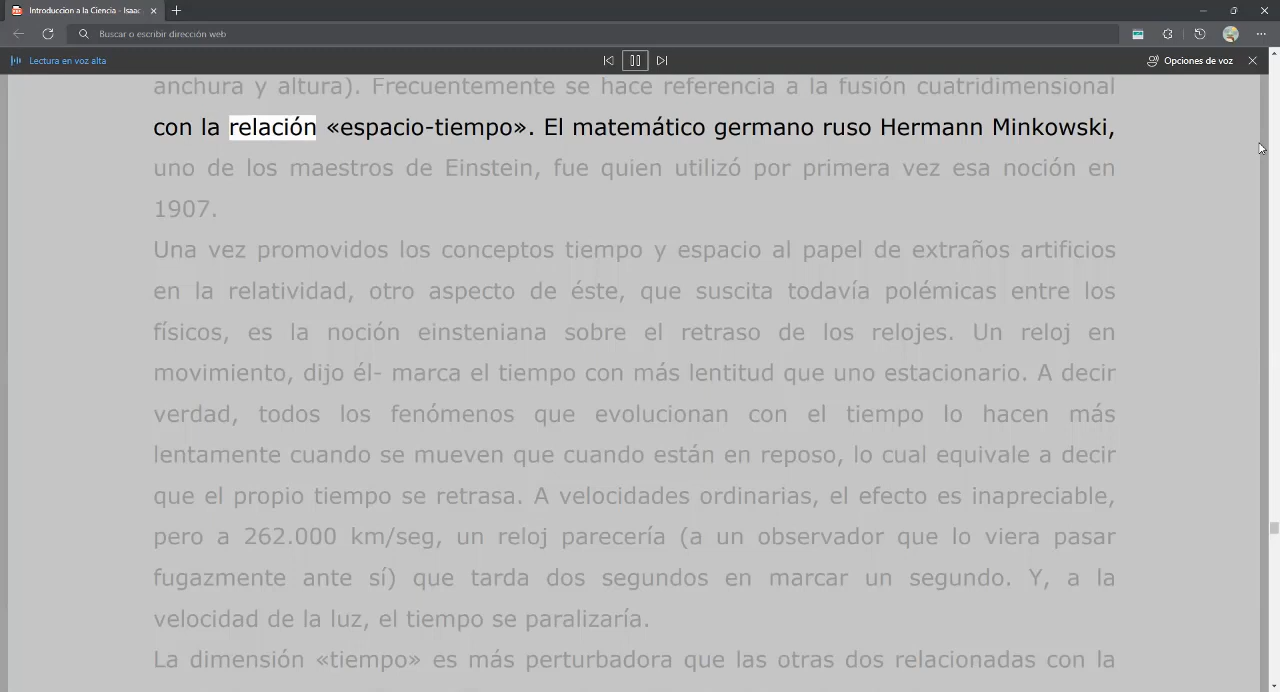 Introduccion a la Ciencia - Isaac
Buscar o escribir dirección web
Lectura en voz alta
Opciones de voz
anchura y altura). Frecuentemente se hace referencia a la fusión cuatridimensional
con la relación «espacio-tiempo». El matemático germano ruso Hermann Minkowski,
uno de los maestros de Einstein, fue quien utilizó por primera vez esa noción en
1907.
Una vez promovidos los conceptos tiempo y espacio al papel de extraños artificios
en la relatividad, otro aspecto de éste, que suscita todavía polémicas entre los
físicos, es la noción einsteniana sobre el retraso de los relojes. Un reloj en
movimiento, dijo él- marca el tiempo con más lentitud que uno estacionario. A decir
verdad, todos los fenómenos que evolucionan con el tiempo lo hacen más
lentamente cuando se mueven que cuando están en reposo, lo cual equivale a decir
que el propio tiempo se retrasa. A velocidades ordinarias, el efecto es inapreciable,
pero a 262.000 km/seg, un reloj parecería (a un observador que lo viera pasar
fugazmente ante sí) que tarda dos segundos en marcar un segundo. Y, a la
velocidad de la luz, el tiempo se paralizaría.
La dimensión «tiempo» es más perturbadora que las otras dos relacionadas con la